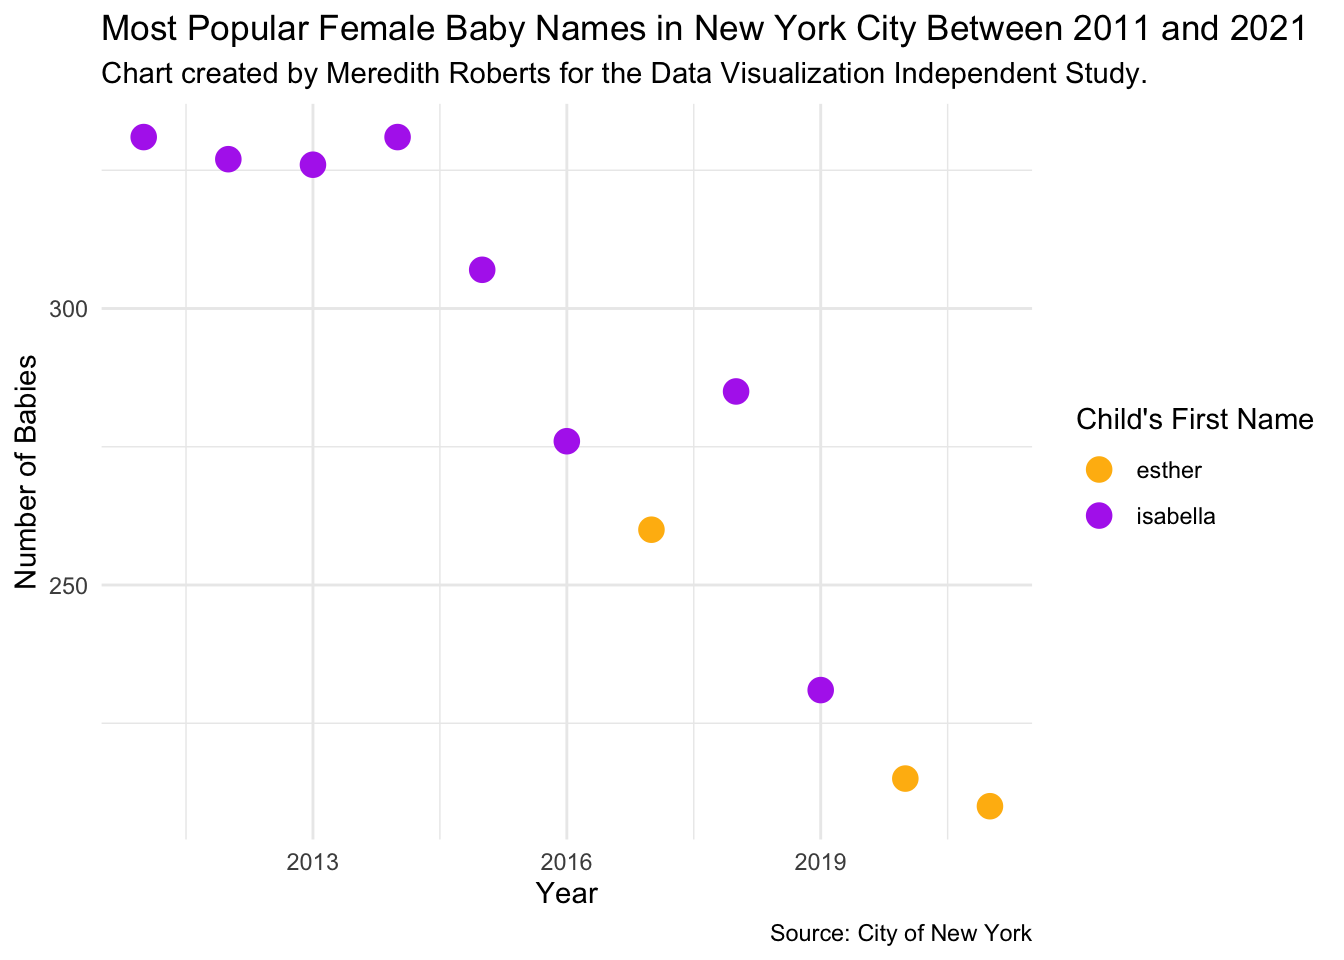 Most Popular Female Baby Names in New York City Between 2011 and 2021
Chart created by Meredith Roberts for the Data Visualization Independent Study.
300
250
Number of Babies
2013
2016
2019
Year
Child's First Name
esther
isabella
Source: City of New York